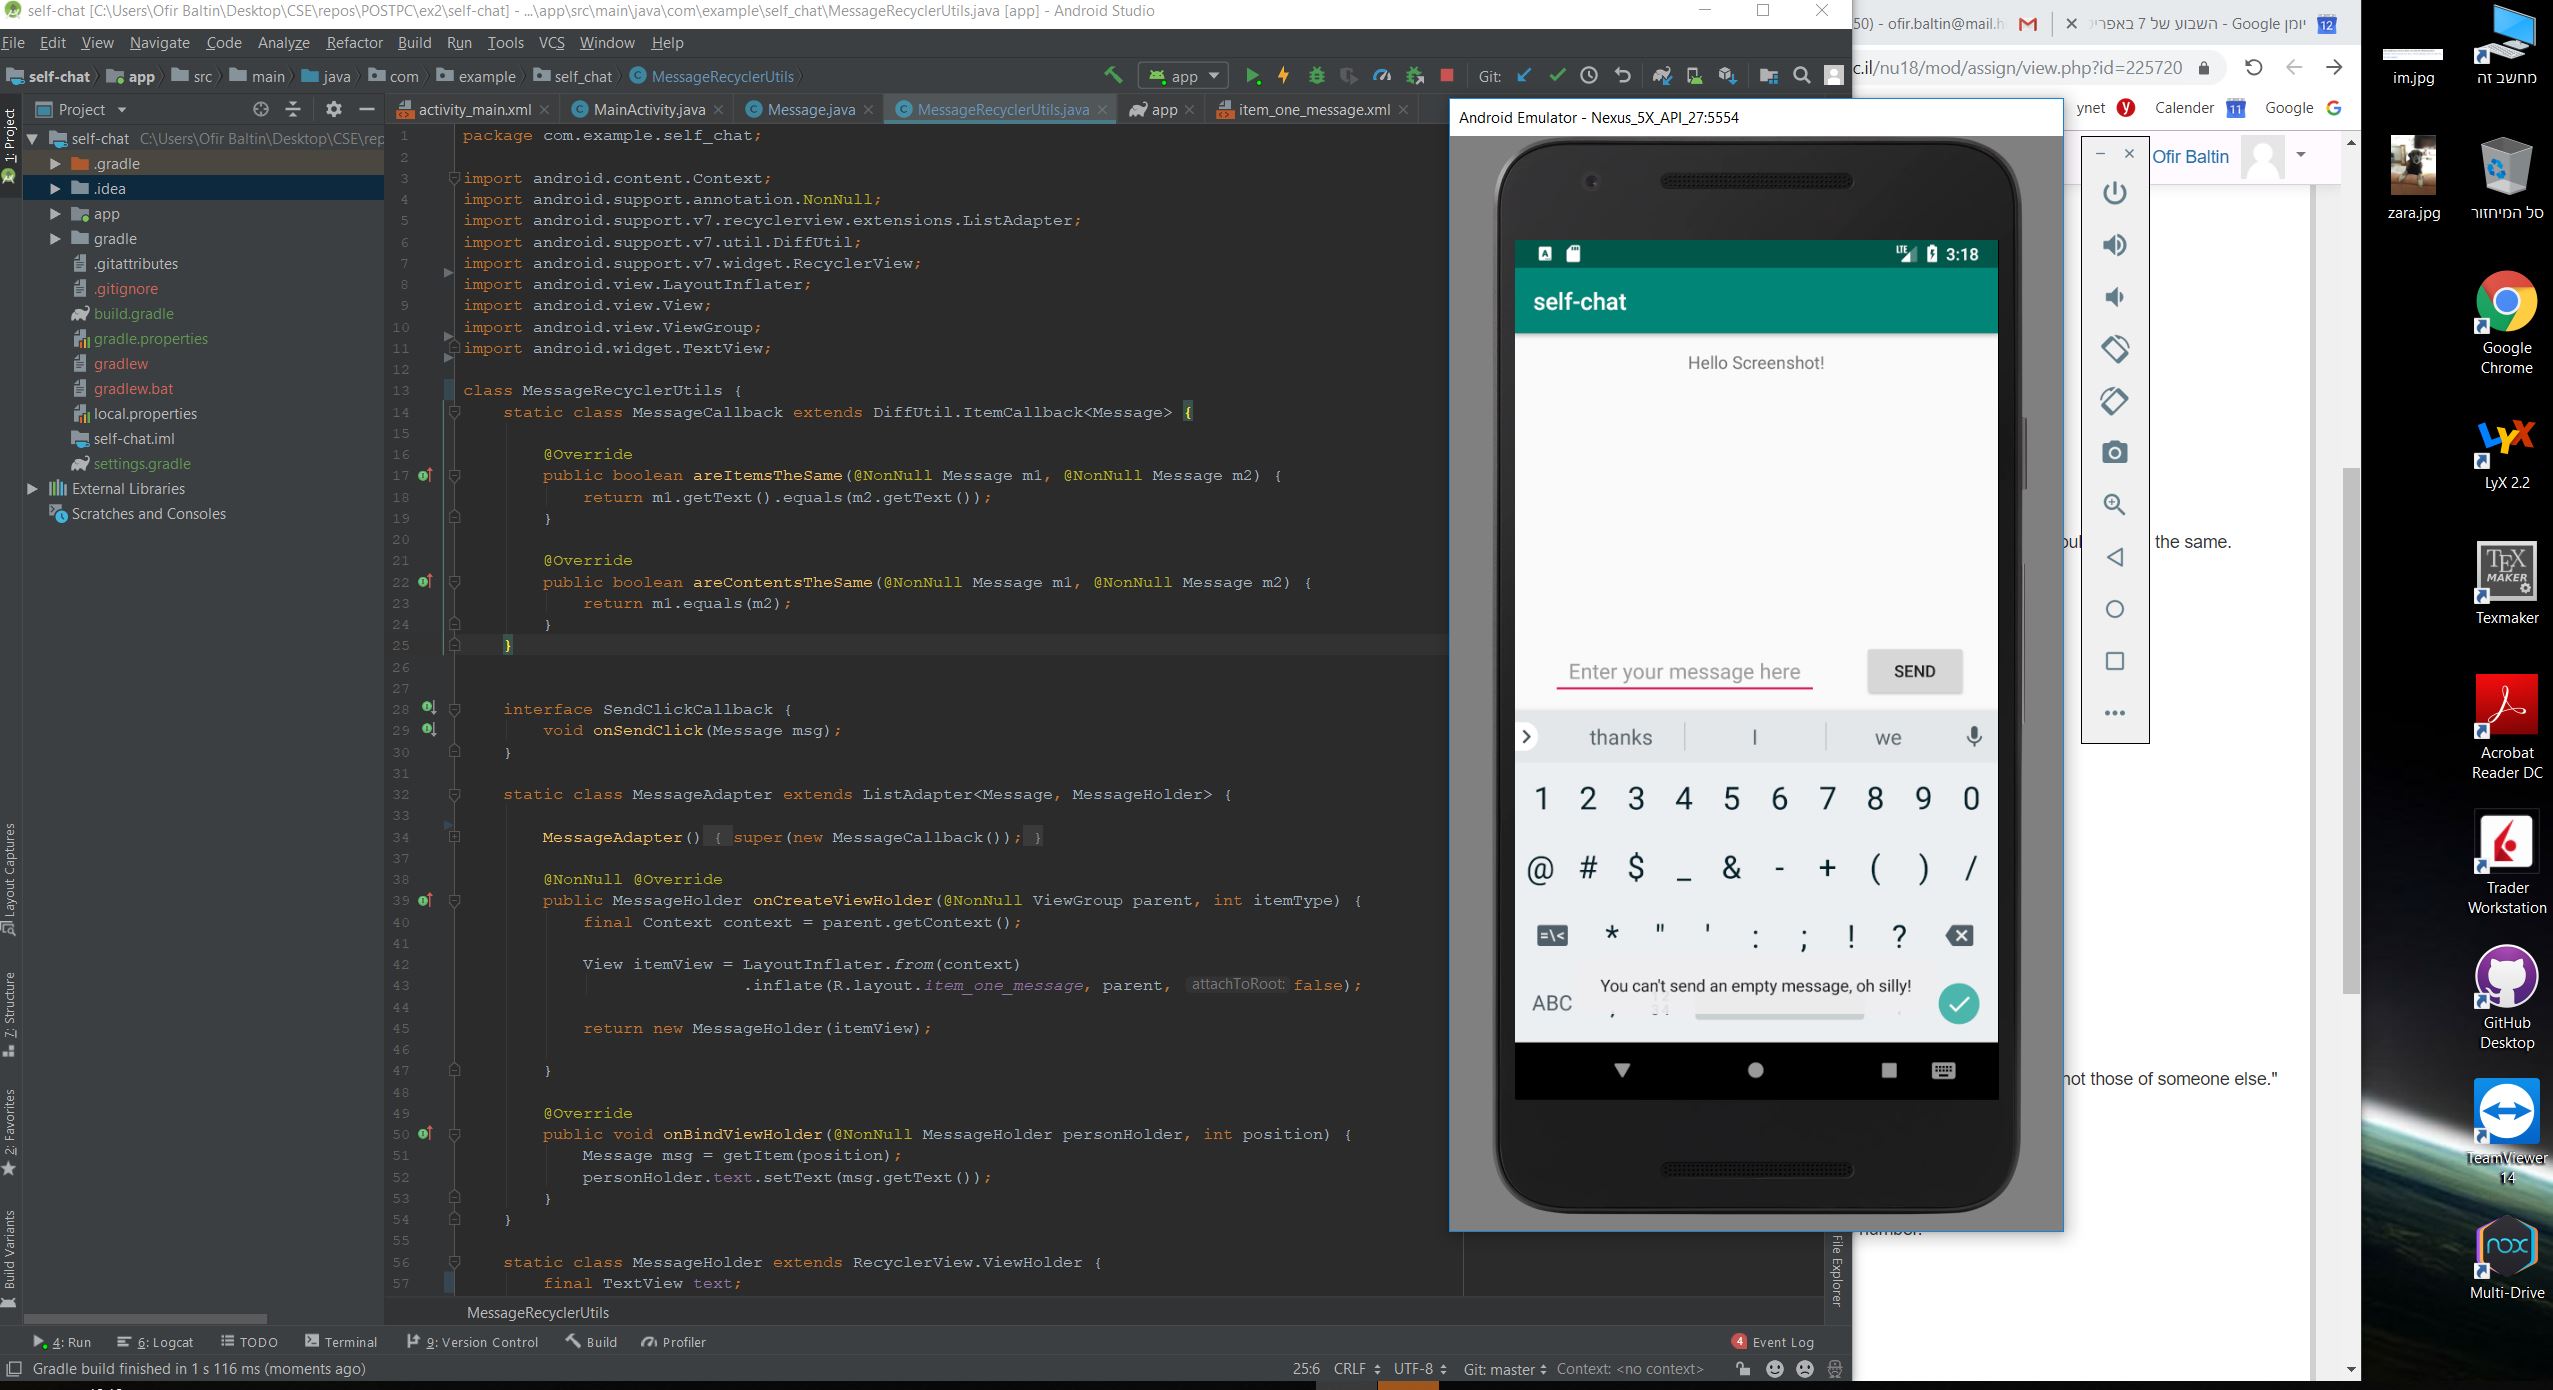 self-chat [C:\Users\Ofir Baltin\Desktop\CSE\repos\POSTPC\ex2\self-chat] - ...\app\src\main\java\com\example\self_chat\MessageRecyclerUtils.java [app] - Android Studio
File Edit View Navigate Code Analyze Refactor Build Run Tools VCS Window Help
self-chat app src main java com example self_chat MessageRecyclerUtils
app
Git:
Project
activity_main.xml MainActivity.java Message.java MessageRecyclerUtils.java app item_one_message.xml
1: Project
Layout Captures
7: Structure
2: Favorites
Build Variants
self-chat C:\Users\Ofir Baltin\Desktop\CSE\rep
.gradle
.idea
app
gradle
.gitattributes
.gitignore
build.gradle
gradle.properties
gradlew
gradlew.bat
local.properties
self-chat.iml
settings.gradle
External Libraries
Scratches and Consoles
1 package com.example.self_chat;
2
3 import android.content.Context;
4 import android.support.annotation.NonNull;
5 import android.support.v7.recyclerview.extensions.ListAdapter;
6 import android.support.v7.util.DiffUtil;
7 import android.support.v7.widget.RecyclerView;
8 import android.view.LayoutInflater;
9 import android.view.View;
10 import android.view.ViewGroup;
11 import android.widget.TextView;
12
13 class MessageRecyclerUtils {
14 static class MessageCallback extends DiffUtil.ItemCallback<Message> {
15
16 @Override
17 public boolean areItemsTheSame(@NonNull Message m1, @NonNull Message m2) {
18 return m1.getText().equals(m2.getText());
19 }
20
21 @Override
22 public boolean areContentsTheSame(@NonNull Message m1, @NonNull Message m2) {
23 return m1.equals(m2);
24 }
25 }
26
27
28 interface SendClickCallback {
29 void onSendClick(Message msg);
30 }
31
32 static class MessageAdapter extends ListAdapter<Message, MessageHolder> {
33
34 MessageAdapter() { super(new MessageCallback()); }
37
38 @NonNull @Override
39 public MessageHolder onCreateViewHolder(@NonNull ViewGroup parent, int itemType) {
40 final Context context = parent.getContext();
41
42 View itemView = LayoutInflater.from(context)
43 .inflate(R.layout.item_one_message, parent, attachToRoot: false);
44
45 return new MessageHolder(itemView);
46
47 }
48
49 @Override
50 public void onBindViewHolder(@NonNull MessageHolder personHolder, int position) {
51 Message msg = getItem(position);
52 personHolder.text.setText(msg.getText());
53 }
54 }
55
56 static class MessageHolder extends RecyclerView.ViewHolder {
57 final TextView text;
MessageRecyclerUtils
4: Run 6: Logcat TODO Terminal 9: Version Control Build Profiler
4 Event Log
Gradle build finished in 1 s 116 ms (moments ago)
25:6 CRLF UTF-8 Git: master Context: <no context>
File Explorer
Android Emulator - Nexus_5X_API_27:5554
LTE 3:18
self-chat
Hello Screenshot!
Enter your message here SEND
thanks I we
1 2 3 4 5 6 7 8 9 0
@ # $ _ & - + ( ) /
=\< * " ' : ; ! ?
You can't send an empty message, oh silly!
ABC
50) - ofir.baltin@mail.h
יומן Google - השבוע של 7 באפריל
12
c.il/nu18/mod/assign/view.php?id=225720
ynet Calender 11 Google
Ofir Baltin
the same.
not those of someone else."
number.
im.jpg
מחשב זה
zara.jpg
סל המיחזור
Google
Chrome
LyX
LyX 2.2
TEX
MAKER
Texmaker
Acrobat
Reader DC
Trader
Workstation
GitHub
Desktop
TeamViewer
14
nox
Multi-Drive